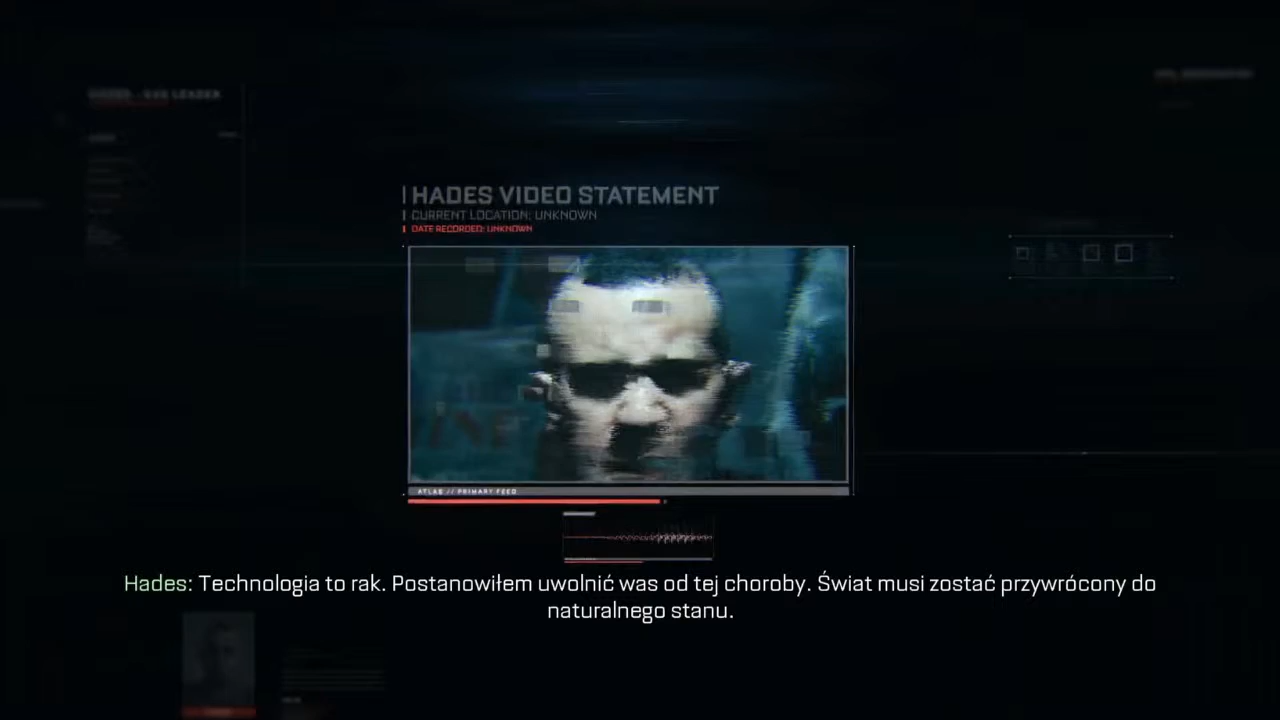 HADES VIDEO STATEMENT
CURRENT LOCATION: UNKNOWN
DATE RECORDED: UNKNOWN
ATLAS // PRIMARY FEED
Hades: Technologia to rak. Postanowiłem uwolnić was od tej choroby. Świat musi zostać przywrócony do
naturalnego stanu.